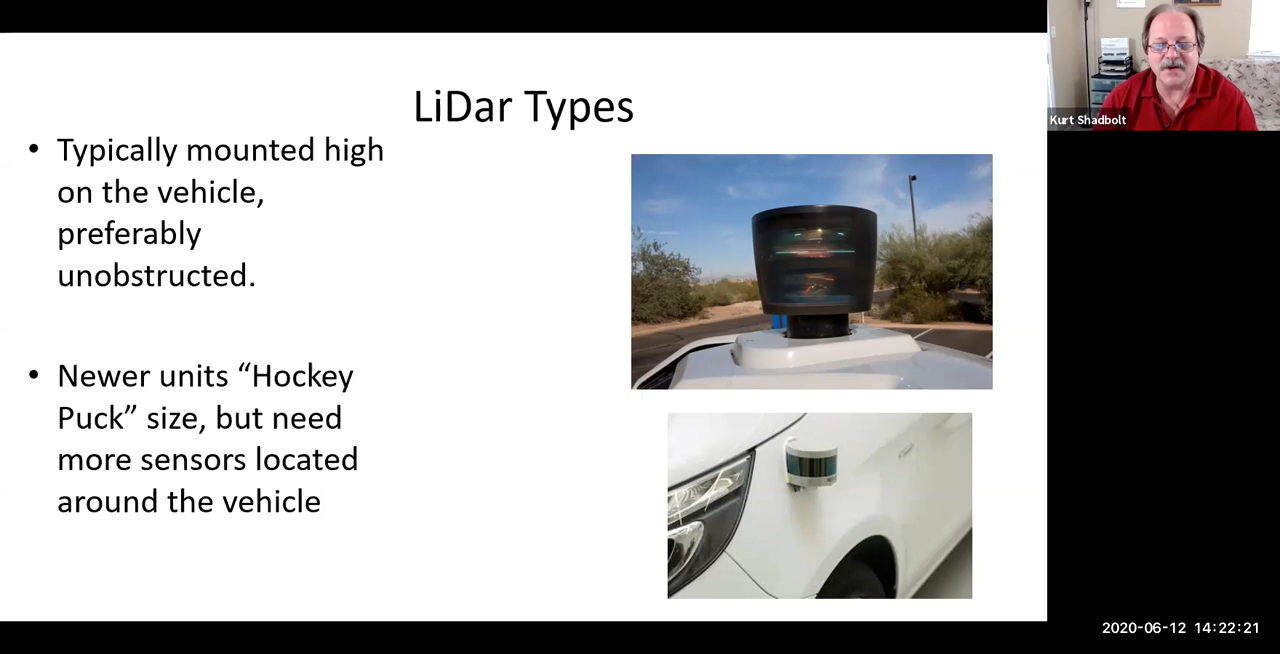 LiDar Types
• Typically mounted high
on the vehicle,
preferably
unobstructed.
• Newer units “Hockey
Puck” size, but need
more sensors located
around the vehicle
Kurt Shadbolt
2020-06-12 14:22:21